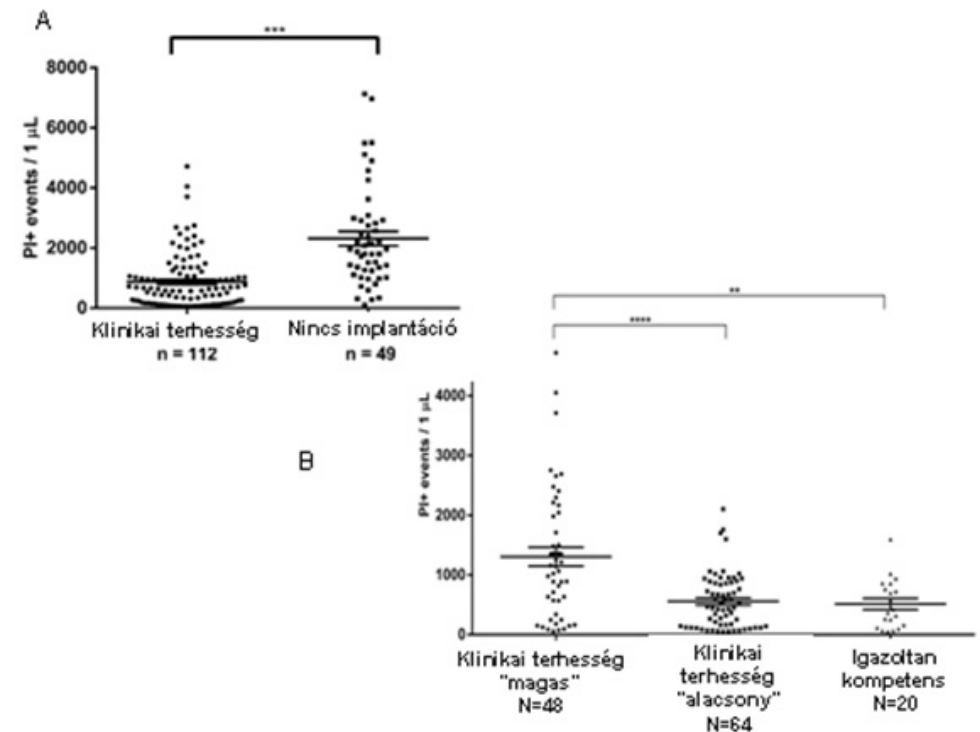 A
***
8000
6000
4000
2000
0
PI+ events / 1 µL
Klinikai terhesség
n = 112
Nincs implantáció
n = 49
B
**
****
4000
3000
2000
1000
0
PI+ events / 1 µL
Klinikai terhesség
"magas"
N=48
Klinikai
terhesség
"alacsony"
N=64
Igazoltan
kompetens
N=20